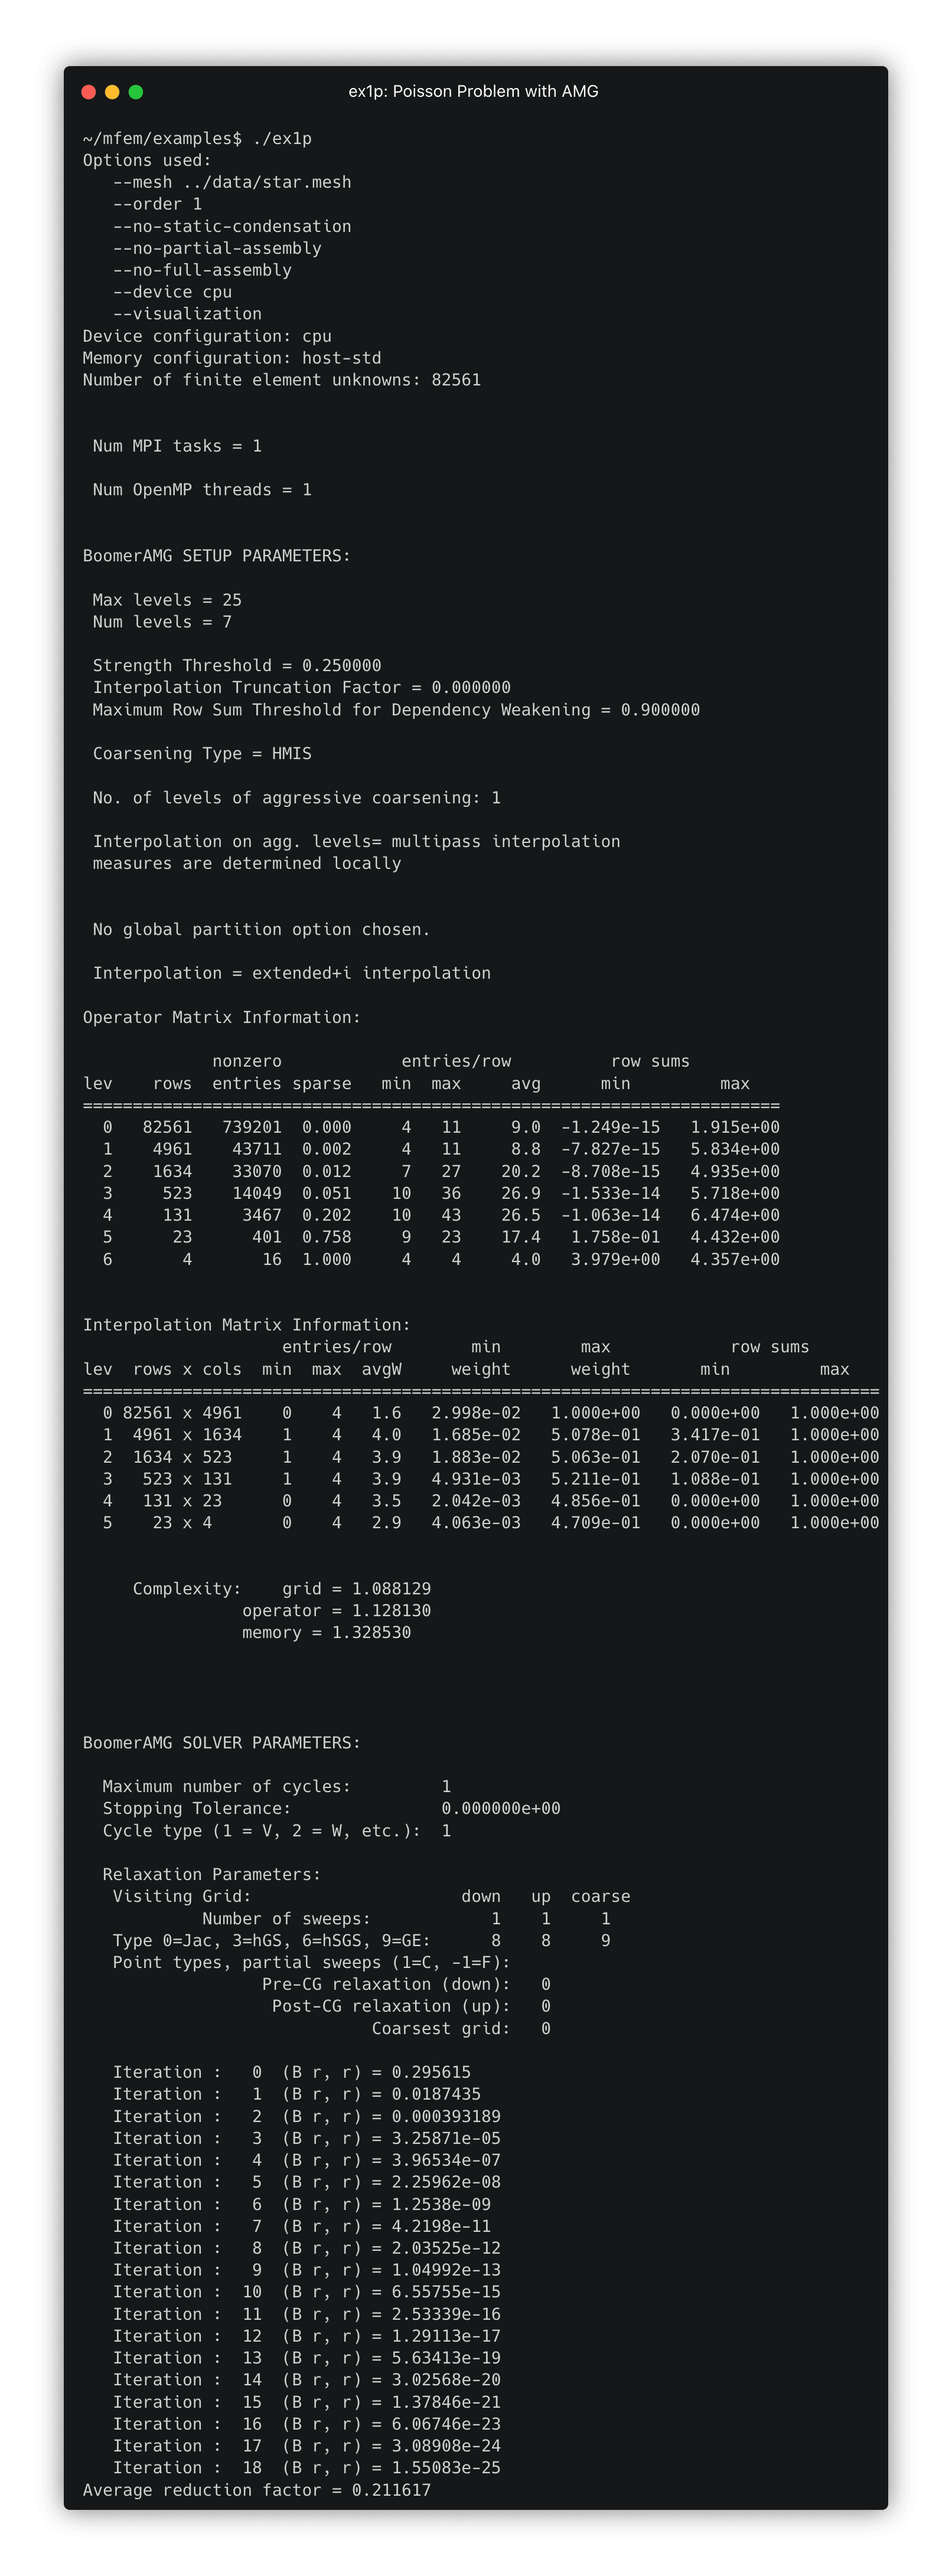 ex1p: Poisson Problem with AMG
~/mfem/examples$ ./ex1p
Options used:
   --mesh ../data/star.mesh
   --order 1
   --no-static-condensation
   --no-partial-assembly
   --no-full-assembly
   --device cpu
   --visualization
Device configuration: cpu
Memory configuration: host-std
Number of finite element unknowns: 82561
 Num MPI tasks = 1
 Num OpenMP threads = 1
BoomerAMG SETUP PARAMETERS:
 Max levels = 25
 Num levels = 7
 Strength Threshold = 0.250000
 Interpolation Truncation Factor = 0.000000
 Maximum Row Sum Threshold for Dependency Weakening = 0.900000
 Coarsening Type = HMIS
 No. of levels of aggressive coarsening: 1
 Interpolation on agg. levels= multipass interpolation
 measures are determined locally
 No global partition option chosen.
 Interpolation = extended+i interpolation
Operator Matrix Information:
             nonzero            entries/row          row sums
lev    rows  entries sparse   min  max     avg      min         max
======================================================================
  0   82561   739201  0.000     4   11     9.0  -1.249e-15   1.915e+00
  1    4961    43711  0.002     4   11     8.8  -7.827e-15   5.834e+00
  2    1634    33070  0.012     7   27    20.2  -8.708e-15   4.935e+00
  3     523    14049  0.051    10   36    26.9  -1.533e-14   5.718e+00
  4     131     3467  0.202    10   43    26.5  -1.063e-14   6.474e+00
  5      23      401  0.758     9   23    17.4   1.758e-01   4.432e+00
  6       4       16  1.000     4    4     4.0   3.979e+00   4.357e+00
Interpolation Matrix Information:
                    entries/row        min        max            row sums
lev  rows x cols  min  max  avgW     weight      weight       min         max
================================================================================
  0 82561 x 4961    0    4   1.6   2.998e-02   1.000e+00   0.000e+00   1.000e+00
  1  4961 x 1634    1    4   4.0   1.685e-02   5.078e-01   3.417e-01   1.000e+00
  2  1634 x 523     1    4   3.9   1.883e-02   5.063e-01   2.070e-01   1.000e+00
  3   523 x 131     1    4   3.9   4.931e-03   5.211e-01   1.088e-01   1.000e+00
  4   131 x 23      0    4   3.5   2.042e-03   4.856e-01   0.000e+00   1.000e+00
  5    23 x 4       0    4   2.9   4.063e-03   4.709e-01   0.000e+00   1.000e+00
     Complexity:    grid = 1.088129
                operator = 1.128130
                memory = 1.328530
BoomerAMG SOLVER PARAMETERS:
  Maximum number of cycles:         1
  Stopping Tolerance:               0.000000e+00
  Cycle type (1 = V, 2 = W, etc.):  1
  Relaxation Parameters:
   Visiting Grid:                     down   up  coarse
            Number of sweeps:            1    1     1
   Type 0=Jac, 3=hGS, 6=hSGS, 9=GE:      8    8     9
   Point types, partial sweeps (1=C, -1=F):
                  Pre-CG relaxation (down):   0
                   Post-CG relaxation (up):   0
                             Coarsest grid:   0
   Iteration :   0  (B r, r) = 0.295615
   Iteration :   1  (B r, r) = 0.0187435
   Iteration :   2  (B r, r) = 0.000393189
   Iteration :   3  (B r, r) = 3.25871e-05
   Iteration :   4  (B r, r) = 3.96534e-07
   Iteration :   5  (B r, r) = 2.25962e-08
   Iteration :   6  (B r, r) = 1.2538e-09
   Iteration :   7  (B r, r) = 4.2198e-11
   Iteration :   8  (B r, r) = 2.03525e-12
   Iteration :   9  (B r, r) = 1.04992e-13
   Iteration :  10  (B r, r) = 6.55755e-15
   Iteration :  11  (B r, r) = 2.53339e-16
   Iteration :  12  (B r, r) = 1.29113e-17
   Iteration :  13  (B r, r) = 5.63413e-19
   Iteration :  14  (B r, r) = 3.02568e-20
   Iteration :  15  (B r, r) = 1.37846e-21
   Iteration :  16  (B r, r) = 6.06746e-23
   Iteration :  17  (B r, r) = 3.08908e-24
   Iteration :  18  (B r, r) = 1.55083e-25
Average reduction factor = 0.211617